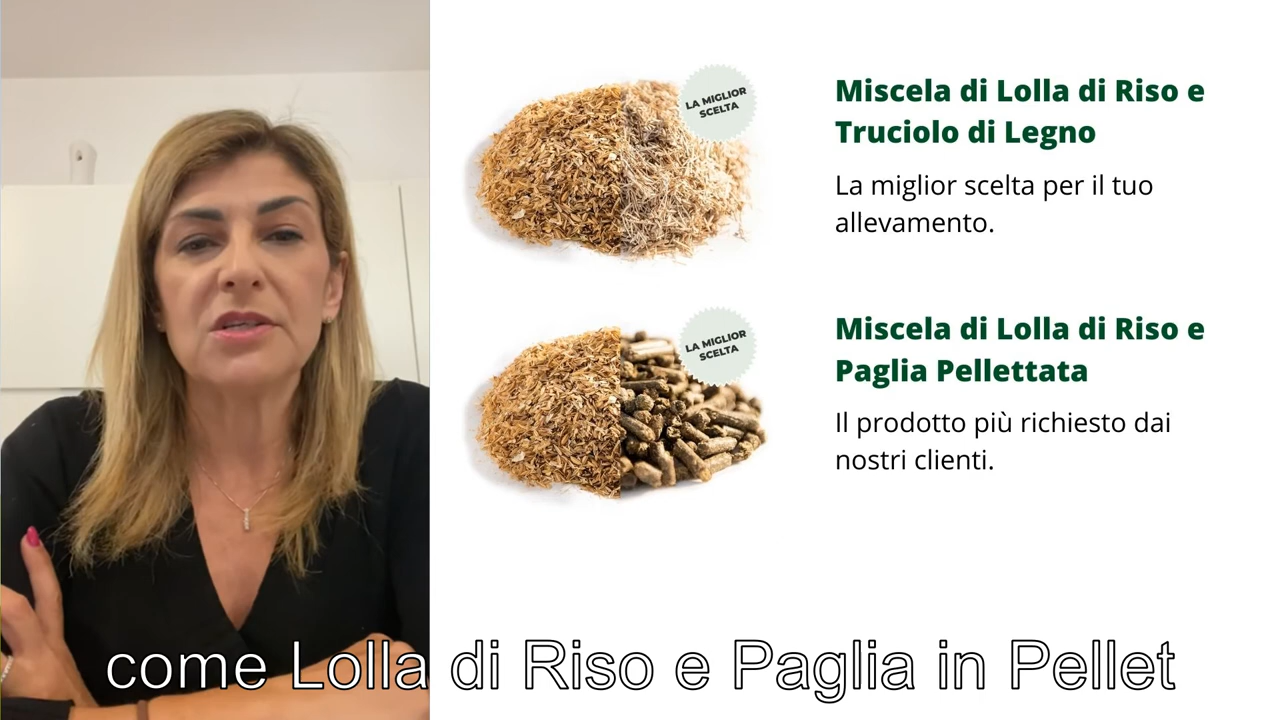 LA MIGLIOR
SCELTA
Miscela di Lolla di Riso e
Truciolo di Legno
La miglior scelta per il tuo
allevamento.
LA MIGLIOR
SCELTA
Miscela di Lolla di Riso e
Paglia Pellettata
Il prodotto più richiesto dai
nostri clienti.
come Lolla di Riso e Paglia in Pellet